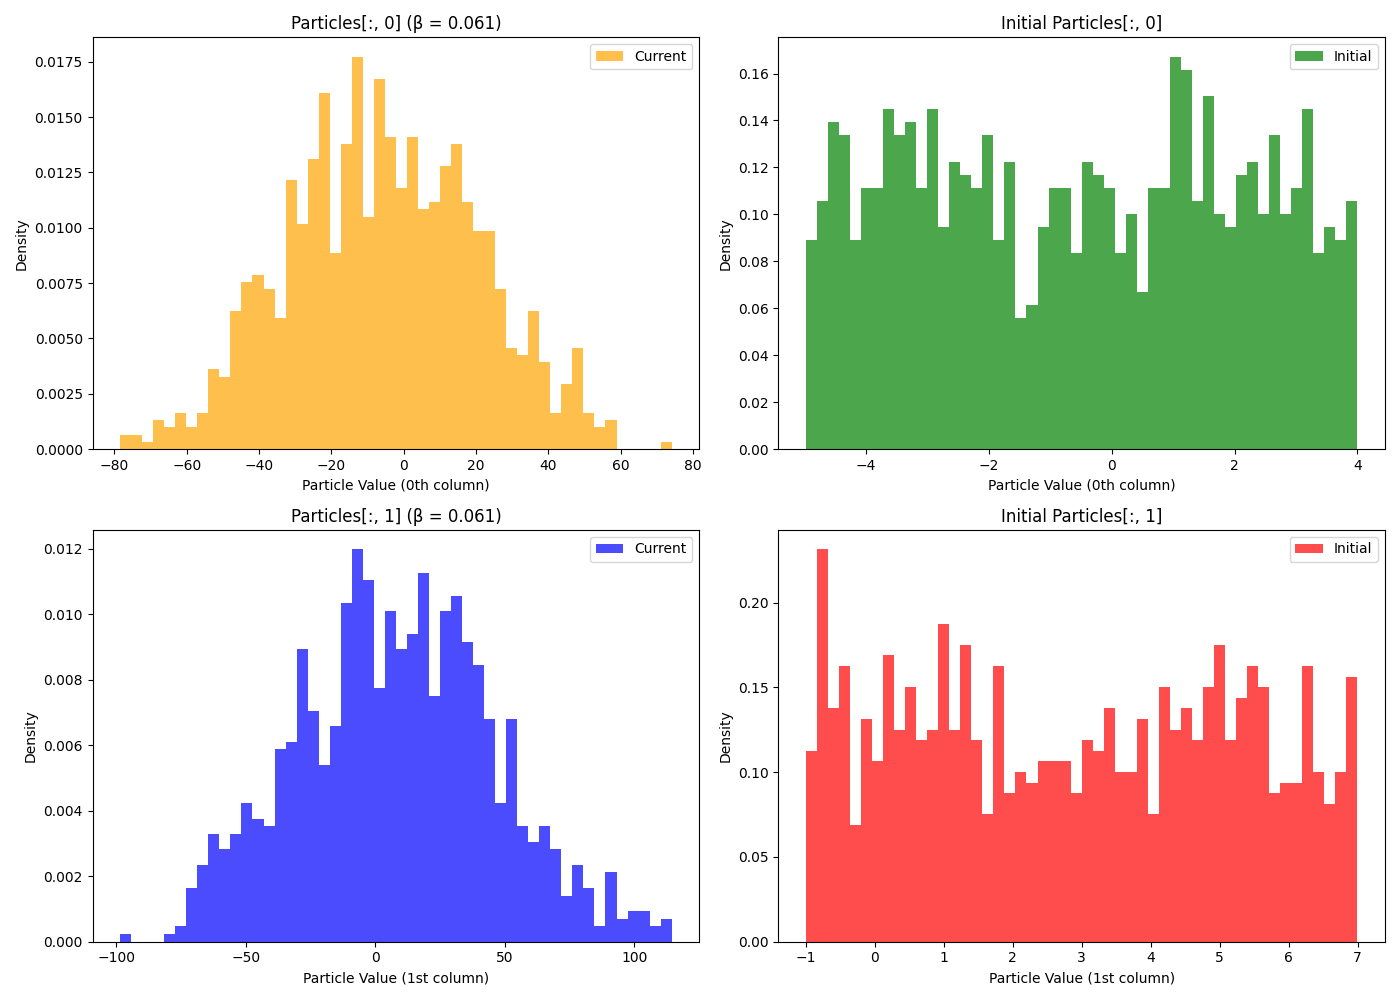 Particles[:, 0] (β = 0.061)
Current
Density
0.0175
0.0150
0.0125
0.0100
0.0075
0.0050
0.0025
0.0000
−80 −60 −40 −20 0 20 40 60 80
Particle Value (0th column)
Initial Particles[:, 0]
Initial
Density
0.16
0.14
0.12
0.10
0.08
0.06
0.04
0.02
0.00
−4 −2 0 2 4
Particle Value (0th column)
Particles[:, 1] (β = 0.061)
Current
Density
0.012
0.010
0.008
0.006
0.004
0.002
0.000
−100 −50 0 50 100
Particle Value (1st column)
Initial Particles[:, 1]
Initial
Density
0.20
0.15
0.10
0.05
0.00
−1 0 1 2 3 4 5 6 7
Particle Value (1st column)